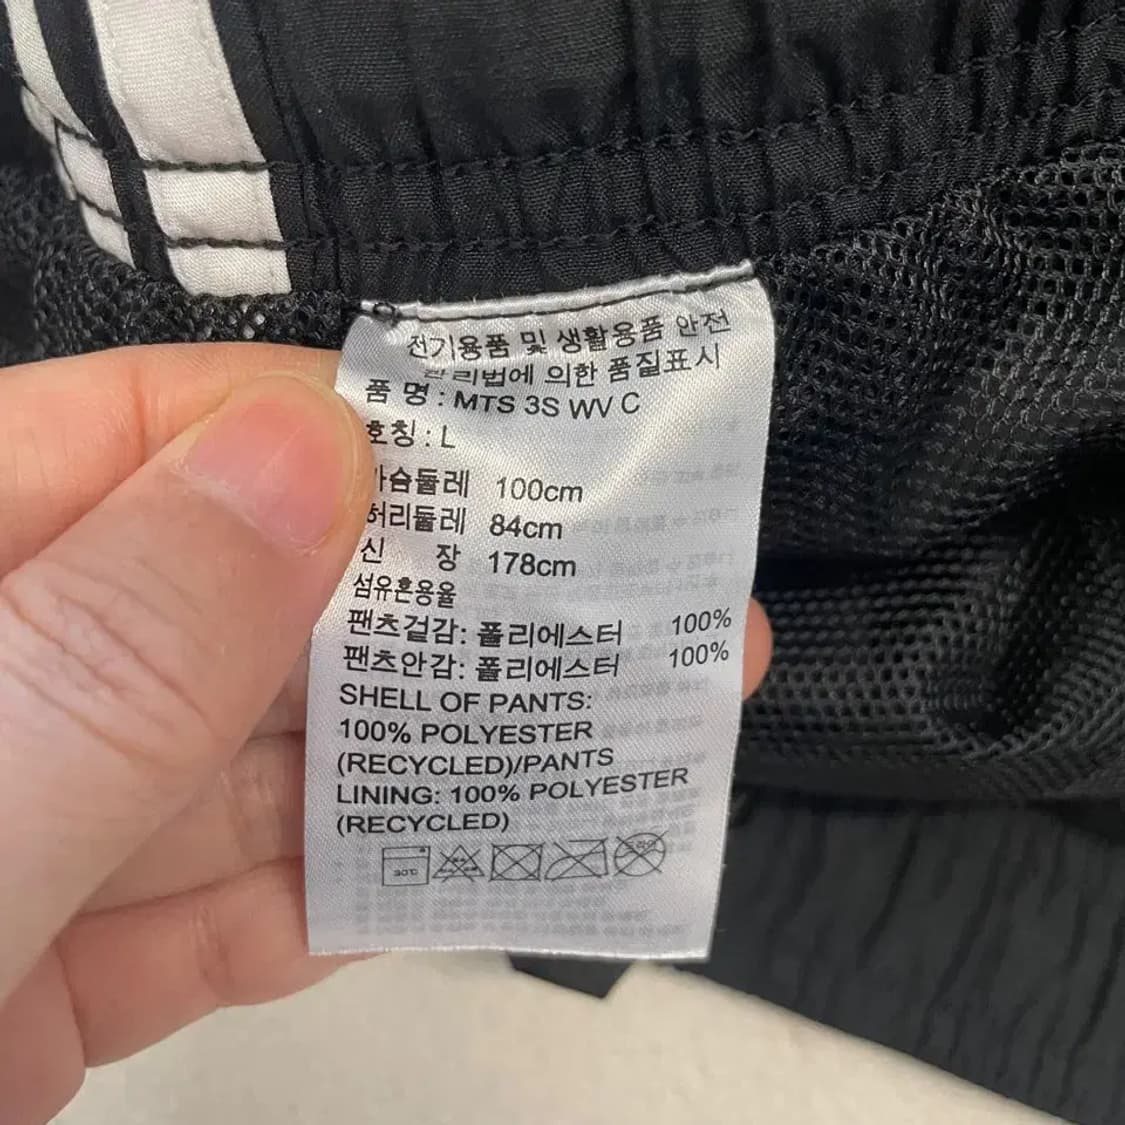 전기용품 및 생활용품 안전
관리법에 의한 품질표시
품 명 : MTS 3S WV C
호칭 : L
가슴둘레 100cm
허리둘레 84cm
신 장 178cm
섬유혼용율
팬츠겉감: 폴리에스터 100%
팬츠안감: 폴리에스터 100%
SHELL OF PANTS:
100% POLYESTER
(RECYCLED)/PANTS
LINING: 100% POLYESTER
(RECYCLED)
30℃